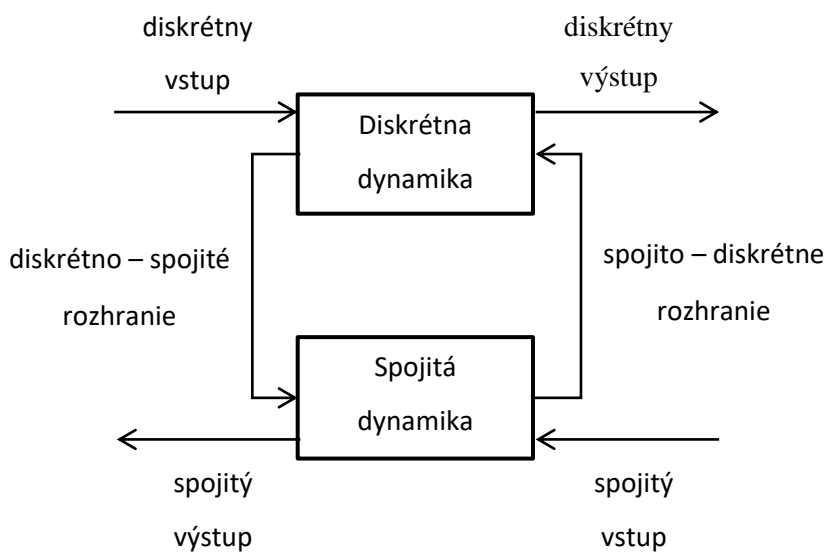 diskrétny
vstup
diskrétny
výstup
Diskrétna
dynamika
diskrétno – spojité
rozhranie
spojito – diskrétne
rozhranie
Spojitá
dynamika
spojitý
výstup
spojitý
vstup